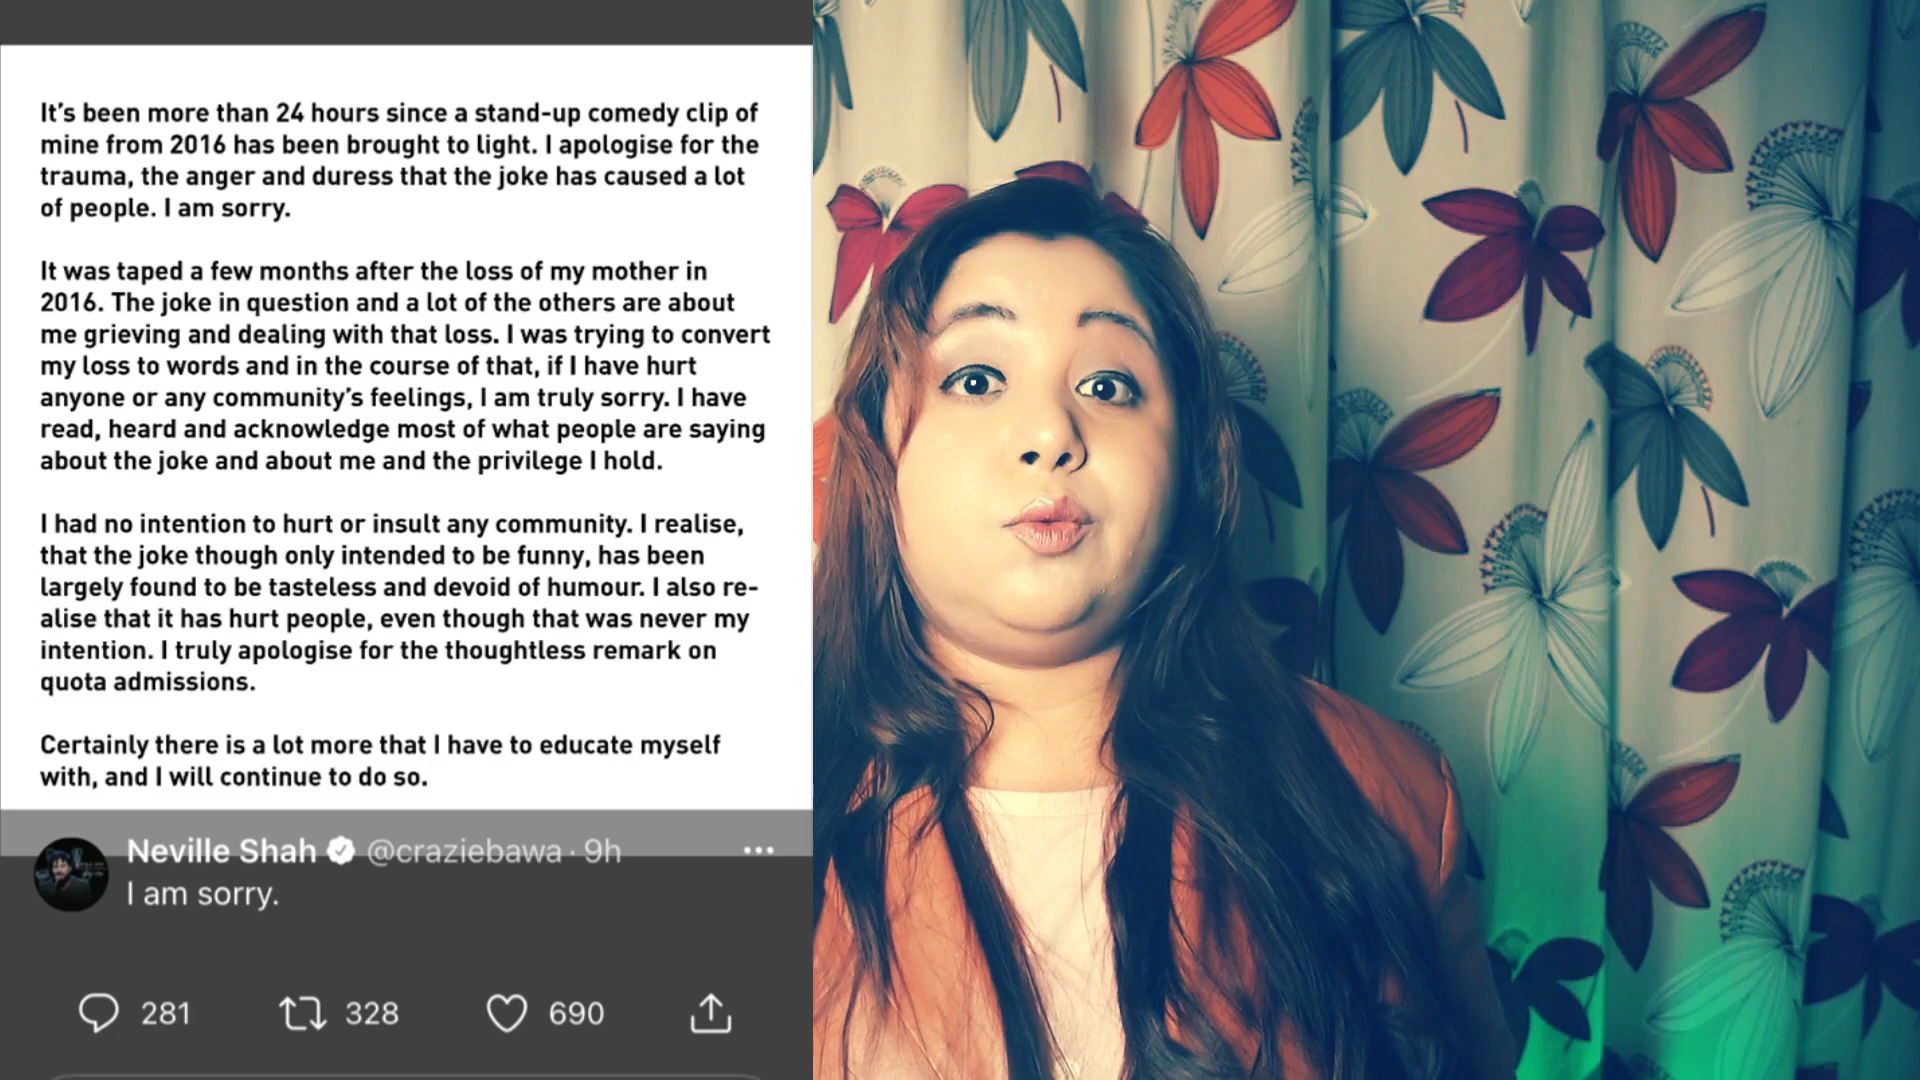 It's been more than 24 hours since a stand-up comedy clip of
mine from 2016 has been brought to light. I apologise for the
trauma, the anger and duress that the joke has caused a lot
of people. I am sorry.
It was taped a few months after the loss of my mother in
2016. The joke in question and a lot of the others are about
me grieving and dealing with that loss. I was trying to convert
my loss to words and in the course of that, if I have hurt
anyone or any community's feelings, I am truly sorry. I have
read, heard and acknowledge most of what people are saying
about the joke and about me and the privilege I hold.
I had no intention to hurt or insult any community. I realise,
that the joke though only intended to be funny, has been
largely found to be tasteless and devoid of humour. I also re-
alise that it has hurt people, even though that was never my
intention. I truly apologise for the thoughtless remark on
quota admissions.
Certainly there is a lot more that I have to educate myself
with, and I will continue to do so.
Neville Shah @craziebawa · 9h
I am sorry.
281 328 690